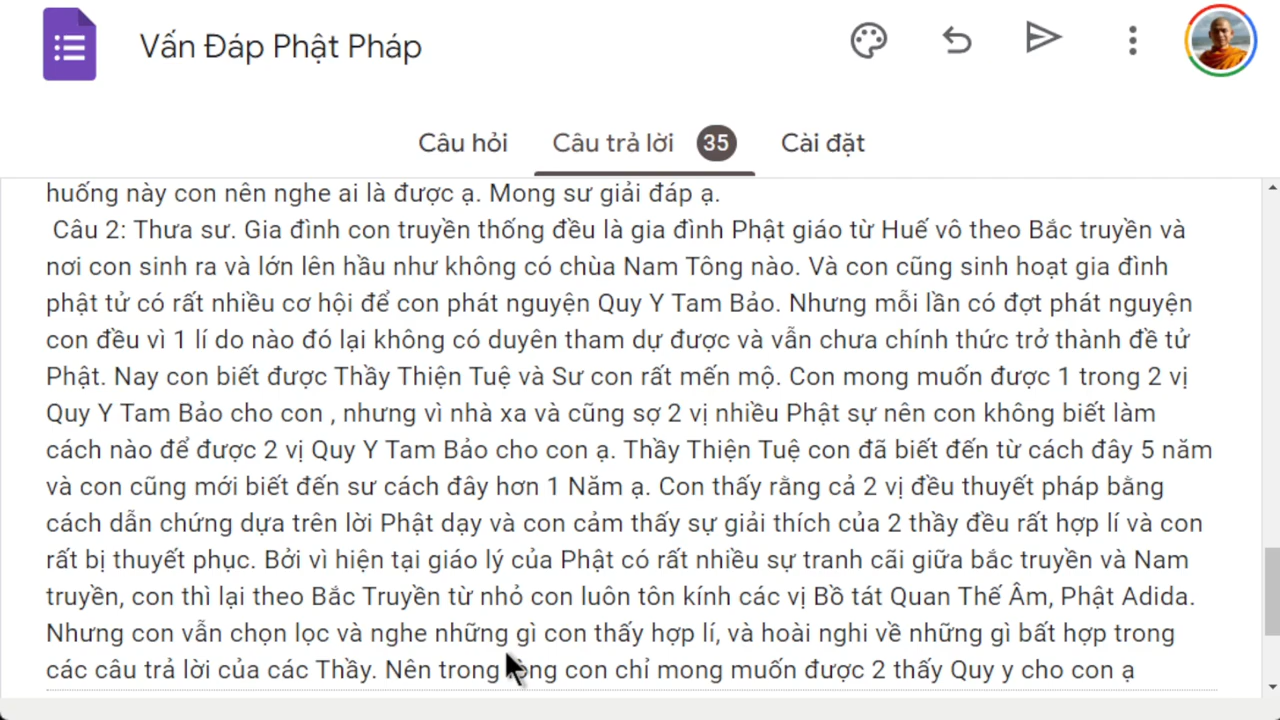 Vấn Đáp Phật Pháp
Câu hỏi Câu trả lời 35 Cài đặt
huống này con nên nghe ai là được ạ. Mong sư giải đáp ạ.
Câu 2: Thưa sư. Gia đình con truyền thống đều là gia đình Phật giáo từ Huế vô theo Bắc truyền và
nơi con sinh ra và lớn lên hầu như không có chùa Nam Tông nào. Và con cũng sinh hoạt gia đình
phật tử có rất nhiều cơ hội để con phát nguyện Quy Y Tam Bảo. Nhưng mỗi lần có đợt phát nguyện
con đều vì 1 lí do nào đó lại không có duyên tham dự được và vẫn chưa chính thức trở thành đề tử
Phật. Nay con biết được Thầy Thiện Tuệ và Sư con rất mến mộ. Con mong muốn được 1 trong 2 vị
Quy Y Tam Bảo cho con , nhưng vì nhà xa và cũng sợ 2 vị nhiều Phật sự nên con không biết làm
cách nào để được 2 vị Quy Y Tam Bảo cho con ạ. Thầy Thiện Tuệ con đã biết đến từ cách đây 5 năm
và con cũng mới biết đến sư cách đây hơn 1 Năm ạ. Con thấy rằng cả 2 vị đều thuyết pháp bằng
cách dẫn chứng dựa trên lời Phật dạy và con cảm thấy sự giải thích của 2 thầy đều rất hợp lí và con
rất bị thuyết phục. Bởi vì hiện tại giáo lý của Phật có rất nhiều sự tranh cãi giữa bắc truyền và Nam
truyền, con thì lại theo Bắc Truyền từ nhỏ con luôn tôn kính các vị Bồ tát Quan Thế Âm, Phật Adida.
Nhưng con vẫn chọn lọc và nghe những gì con thấy hợp lí, và hoài nghi về những gì bất hợp trong
các câu trả lời của các Thầy. Nên trong con chỉ mong muốn được 2 thấy Quy y cho con ạ